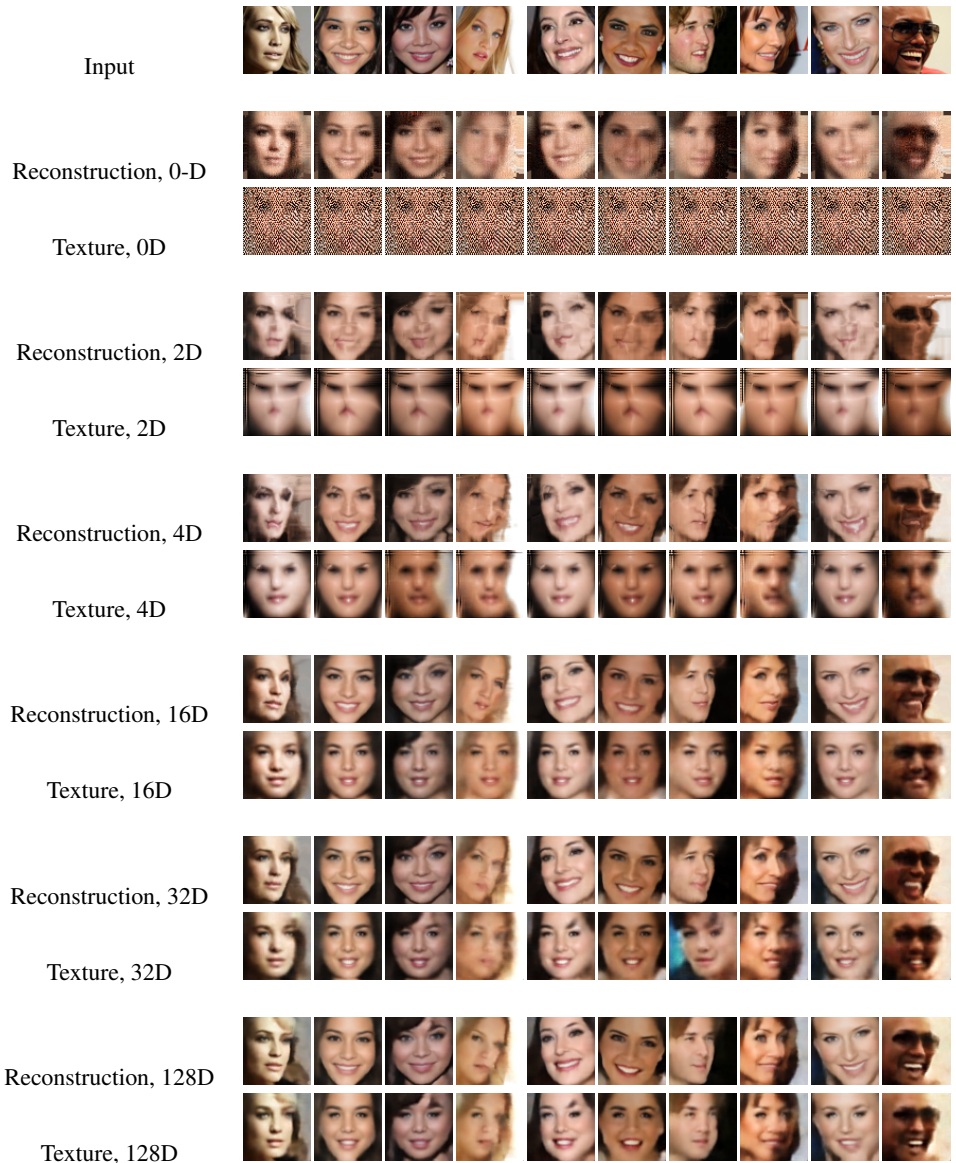 Input
Reconstruction, 0-D
Texture, 0D
Reconstruction, 2D
Texture, 2D
Reconstruction, 4D
Texture, 4D
Reconstruction, 16D
Texture, 16D
Reconstruction, 32D
Texture, 32D
Reconstruction, 128D
Texture, 128D